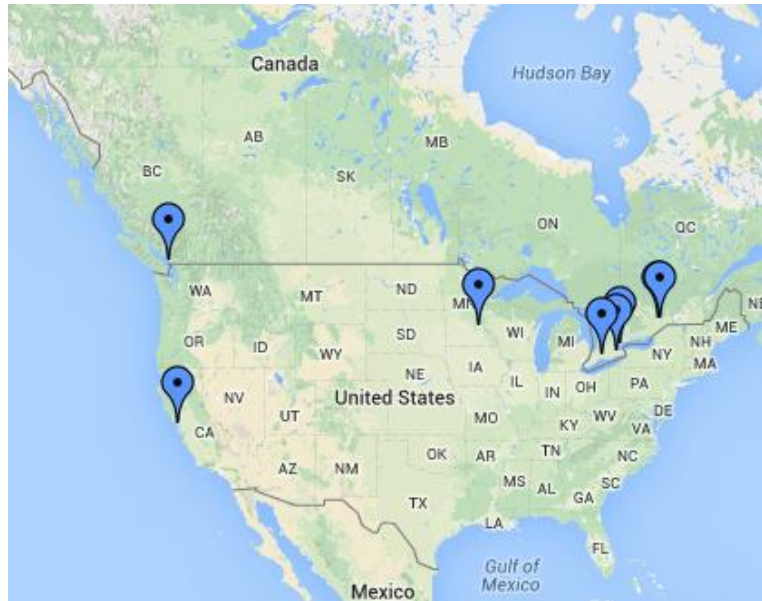 Canada
Hudson Bay
AB
MB
BC
SK
ON
QC
WA
MT
ND
MN
OR
ID
WY
SD
WI
MI
NY
NH
ME
MA
NV
UT
NE
IA
IL
IN
OH
PA
United States
CA
MO
KY
WV
VA
DE
AZ
NM
OK
AR
TN
NC
TX
MS
AL
GA
SC
LA
FL
Gulf of
Mexico
Mexico